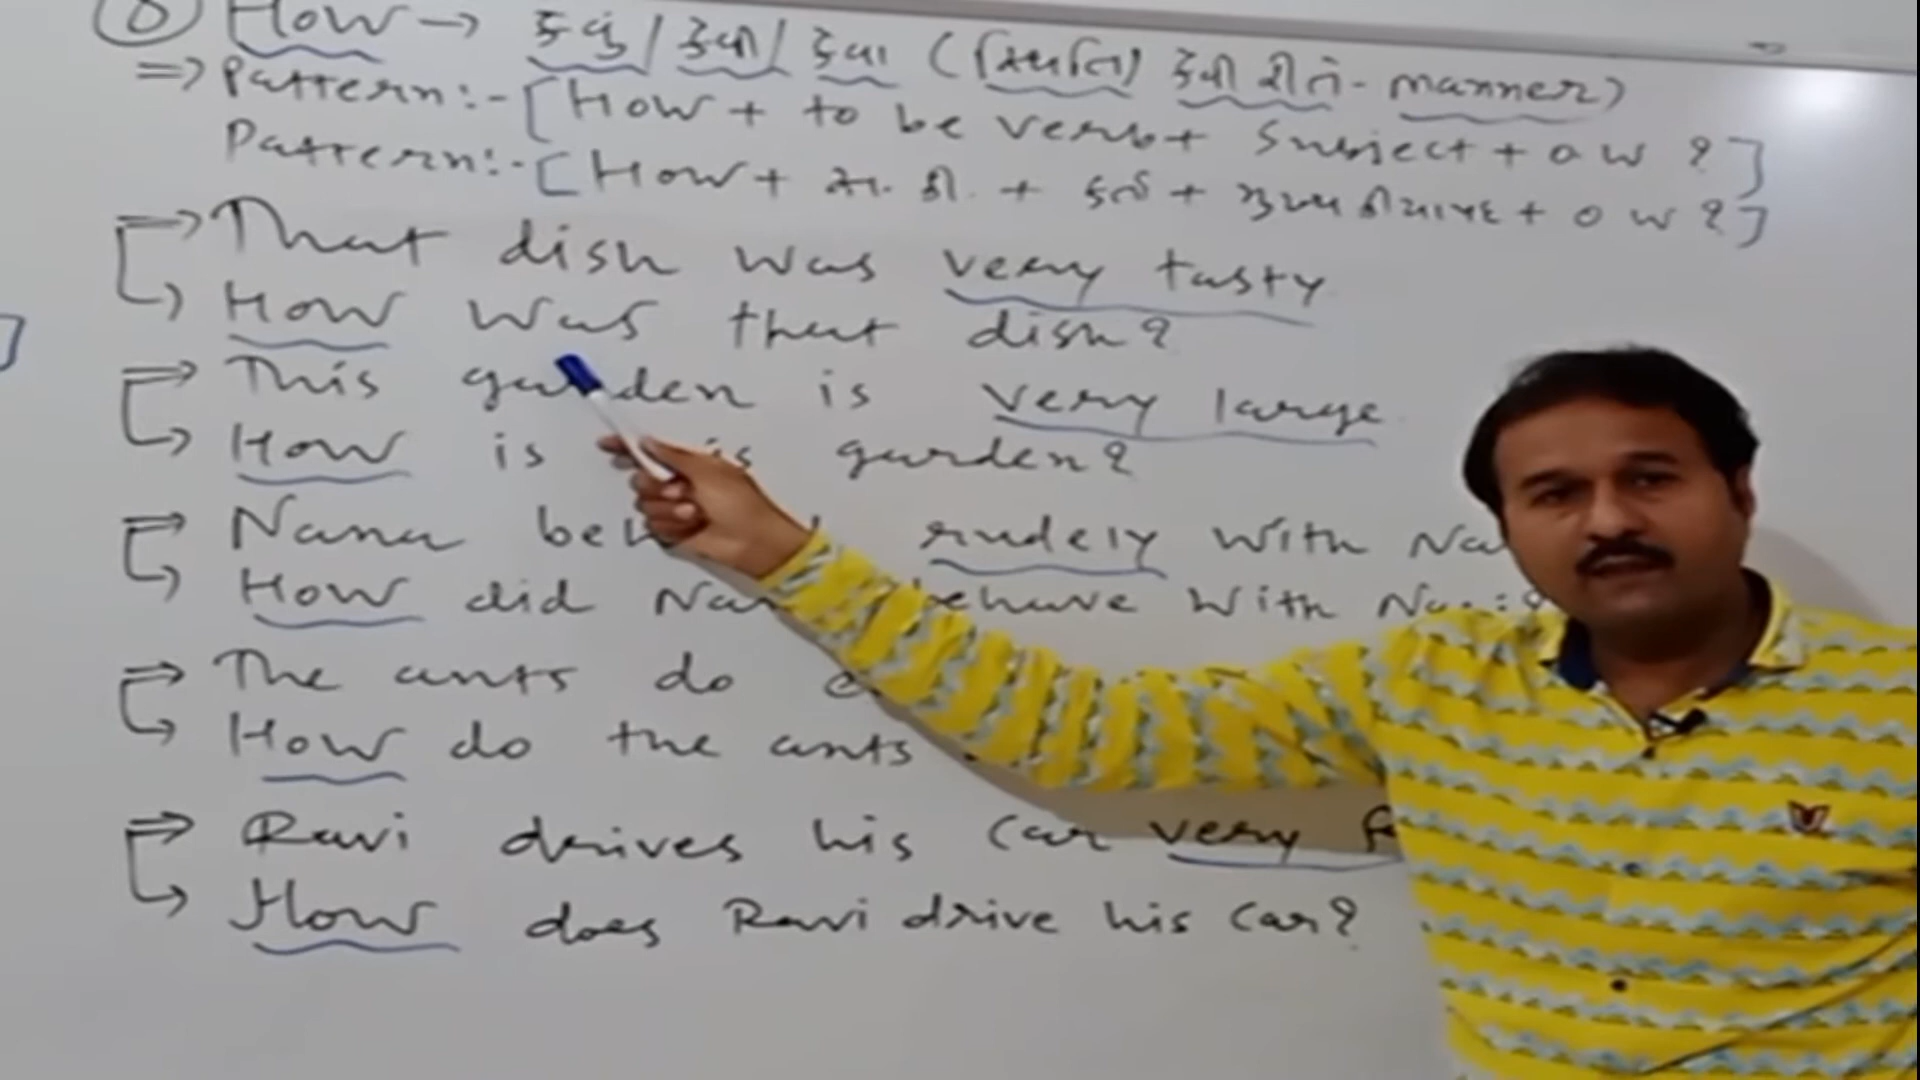 ⑧ How → કેવું/કેવી/કેવા (સ્થિતિ) કેવી રીતે - manner)
⇒ Pattern:- [How + to be verb + Subject + o w ?]
Pattern:- [How + સા. ક્રિ. + કર્તા + મુખ્ય ક્રિયાપદ + o w ?]
That dish was very tasty
How was that dish?
This garden is very large.
How is garden?
Nana rudely with
How did behave with
The ants do
How do the ants
Ravi drives his car very
How does Ravi drive his car?